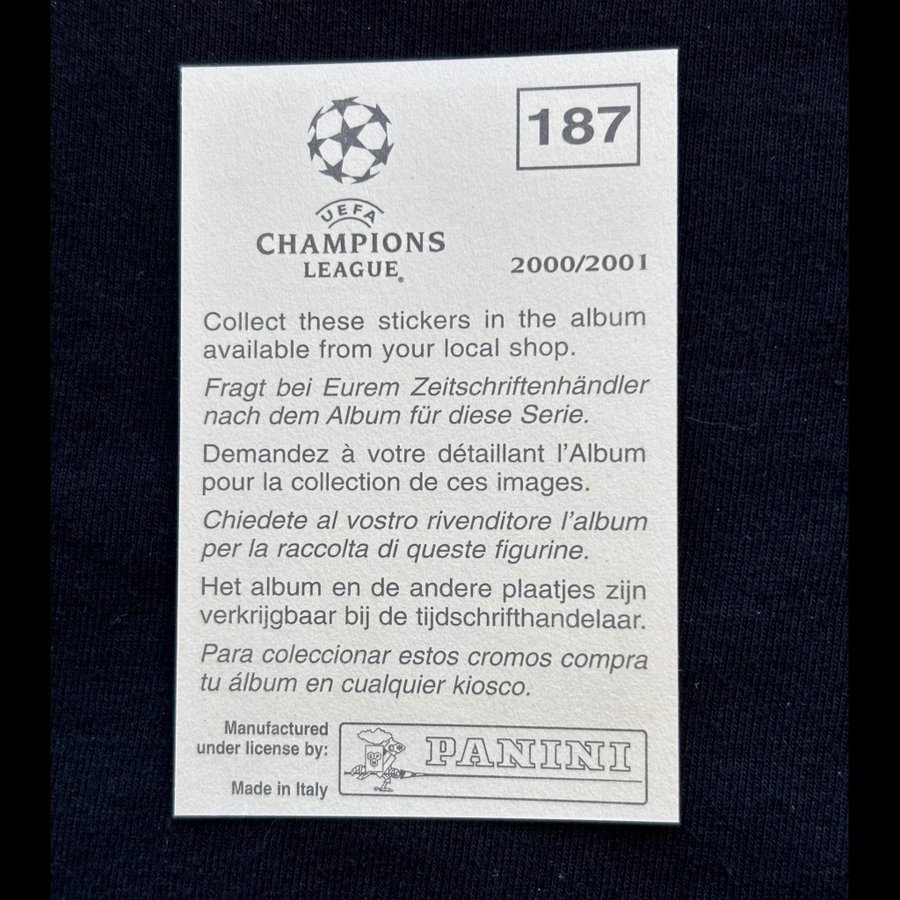 187
UEFA
CHAMPIONS
LEAGUE®
2000/2001
Collect these stickers in the album
available from your local shop.
Fragt bei Eurem Zeitschriftenhändler
nach dem Album für diese Serie.
Demandez à votre détaillant l'Album
pour la collection de ces images.
Chiedete al vostro rivenditore l'album
per la raccolta di queste figurine.
Het album en de andere plaatjes zijn
verkrijgbaar bij de tijdschrifthandelaar.
Para coleccionar estos cromos compra
tu álbum en cualquier kiosco.
Manufactured
under license by:
Made in Italy
PANINI